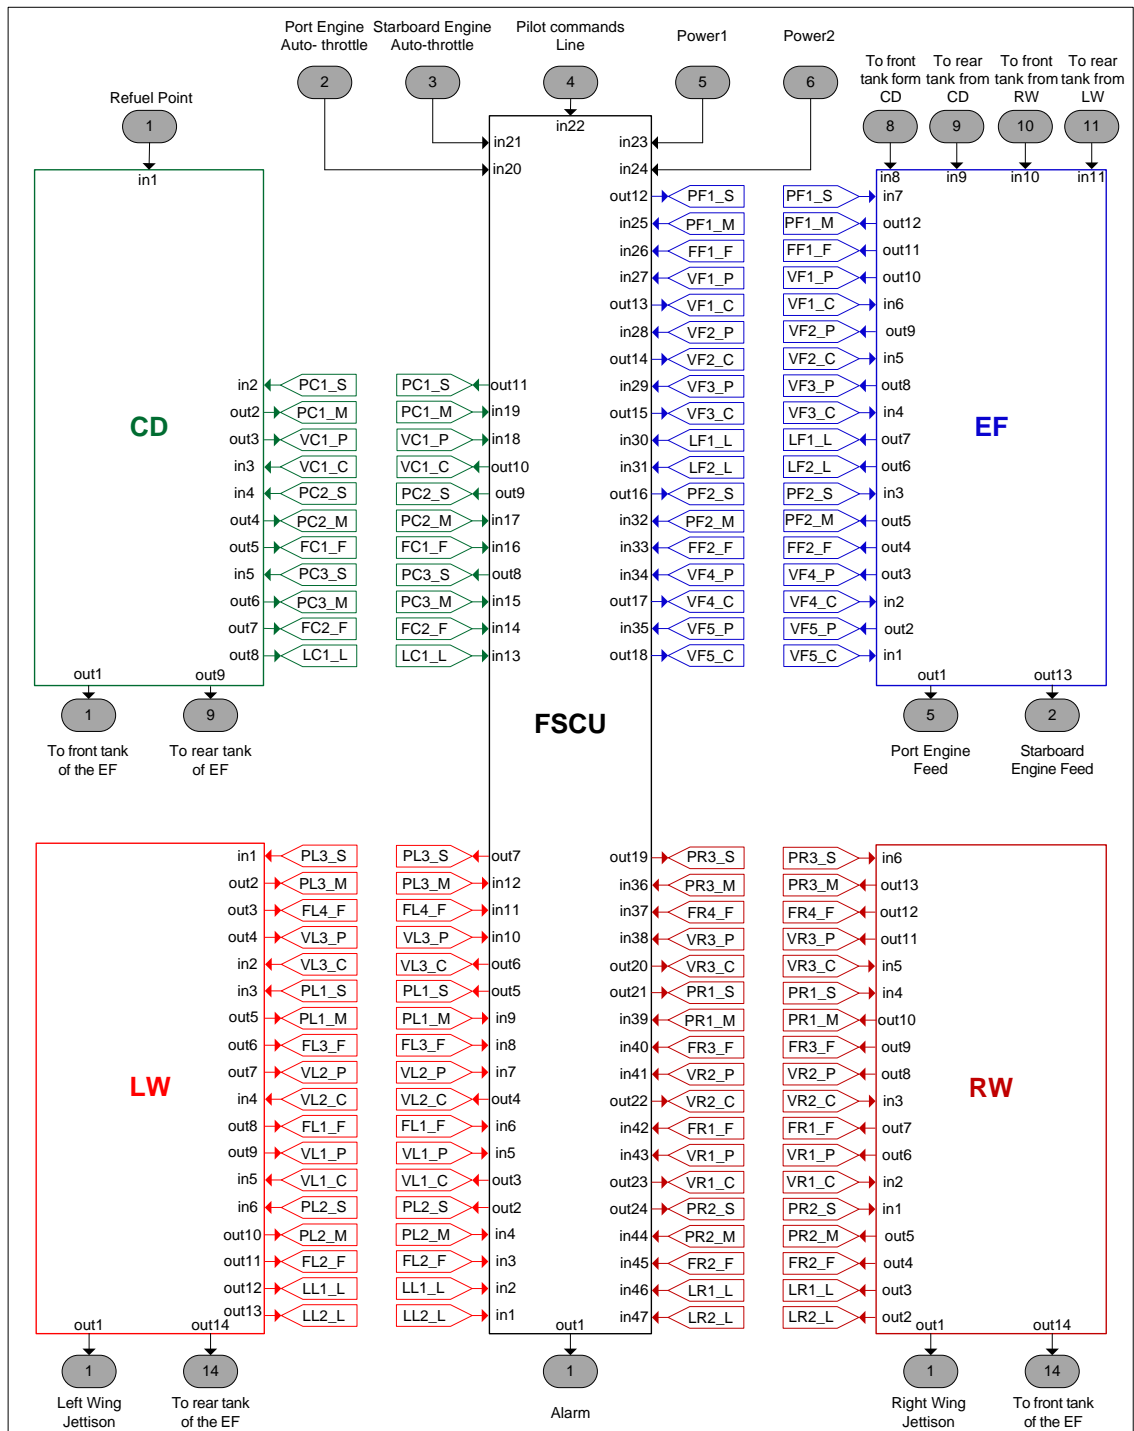 Port Engine
Auto- throttle
Starboard Engine
Auto-throttle
Pilot commands
Line
Power1
Power2
To front
tank form
CD
To rear
tank from
CD
To front
tank from
RW
To rear
tank from
LW
Refuel Point
1
2
3
4
5
6
8
9
10
11
in1
in22
in21
in20
in23
in24
in8
in9
in10
in11
out12 PF1_S PF1_S in7
in25 PF1_M PF1_M out12
in26 FF1_F FF1_F out11
in27 VF1_P VF1_P out10
out13 VF1_C VF1_C in6
in28 VF2_P VF2_P out9
out14 VF2_C VF2_C in5
in2 PC1_S PC1_S out11 in29 VF3_P VF3_P out8
out2 PC1_M PC1_M in19 out15 VF3_C VF3_C in4
CD
EF
out3 VC1_P VC1_P in18 in30 LF1_L LF1_L out7
in3 VC1_C VC1_C out10 in31 LF2_L LF2_L out6
in4 PC2_S PC2_S out9 out16 PF2_S PF2_S in3
out4 PC2_M PC2_M in17 in32 PF2_M PF2_M out5
out5 FC1_F FC1_F in16 in33 FF2_F FF2_F out4
in5 PC3_S PC3_S out8 in34 VF4_P VF4_P out3
out6 PC3_M PC3_M in15 out17 VF4_C VF4_C in2
out7 FC2_F FC2_F in14 in35 VF5_P VF5_P out2
out8 LC1_L LC1_L in13 out18 VF5_C VF5_C in1
out1
out9
out1
out13
1
9
FSCU
5
2
To front tank
of the EF
To rear tank
of EF
Port Engine
Feed
Starboard
Engine Feed
in1 PL3_S PL3_S out7 out19 PR3_S PR3_S in6
out2 PL3_M PL3_M in12 in36 PR3_M PR3_M out13
out3 FL4_F FL4_F in11 in37 FR4_F FR4_F out12
out4 VL3_P VL3_P in10 in38 VR3_P VR3_P out11
in2 VL3_C VL3_C out6 out20 VR3_C VR3_C in5
in3 PL1_S PL1_S out5 out21 PR1_S PR1_S in4
out5 PL1_M PL1_M in9 in39 PR1_M PR1_M out10
out6 FL3_F FL3_F in8 in40 FR3_F FR3_F out9
out7 VL2_P VL2_P in7 in41 VR2_P VR2_P out8
LW
RW
in4 VL2_C VL2_C out4 out22 VR2_C VR2_C in3
out8 FL1_F FL1_F in6 in42 FR1_F FR1_F out7
out9 VL1_P VL1_P in5 in43 VR1_P VR1_P out6
in5 VL1_C VL1_C out3 out23 VR1_C VR1_C in2
in6 PL2_S PL2_S out2 out24 PR2_S PR2_S in1
out10 PL2_M PL2_M in4 in44 PR2_M PR2_M out5
out11 FL2_F FL2_F in3 in45 FR2_F FR2_F out4
out12 LL1_L LL1_L in2 in46 LR1_L LR1_L out3
out13 LL2_L LL2_L in1 in47 LR2_L LR2_L out2
out1
out14
out1
out1
out14
1
14
1
1
14
Left Wing
Jettison
To rear tank
of the EF
Alarm
Right Wing
Jettison
To front tank
of the EF